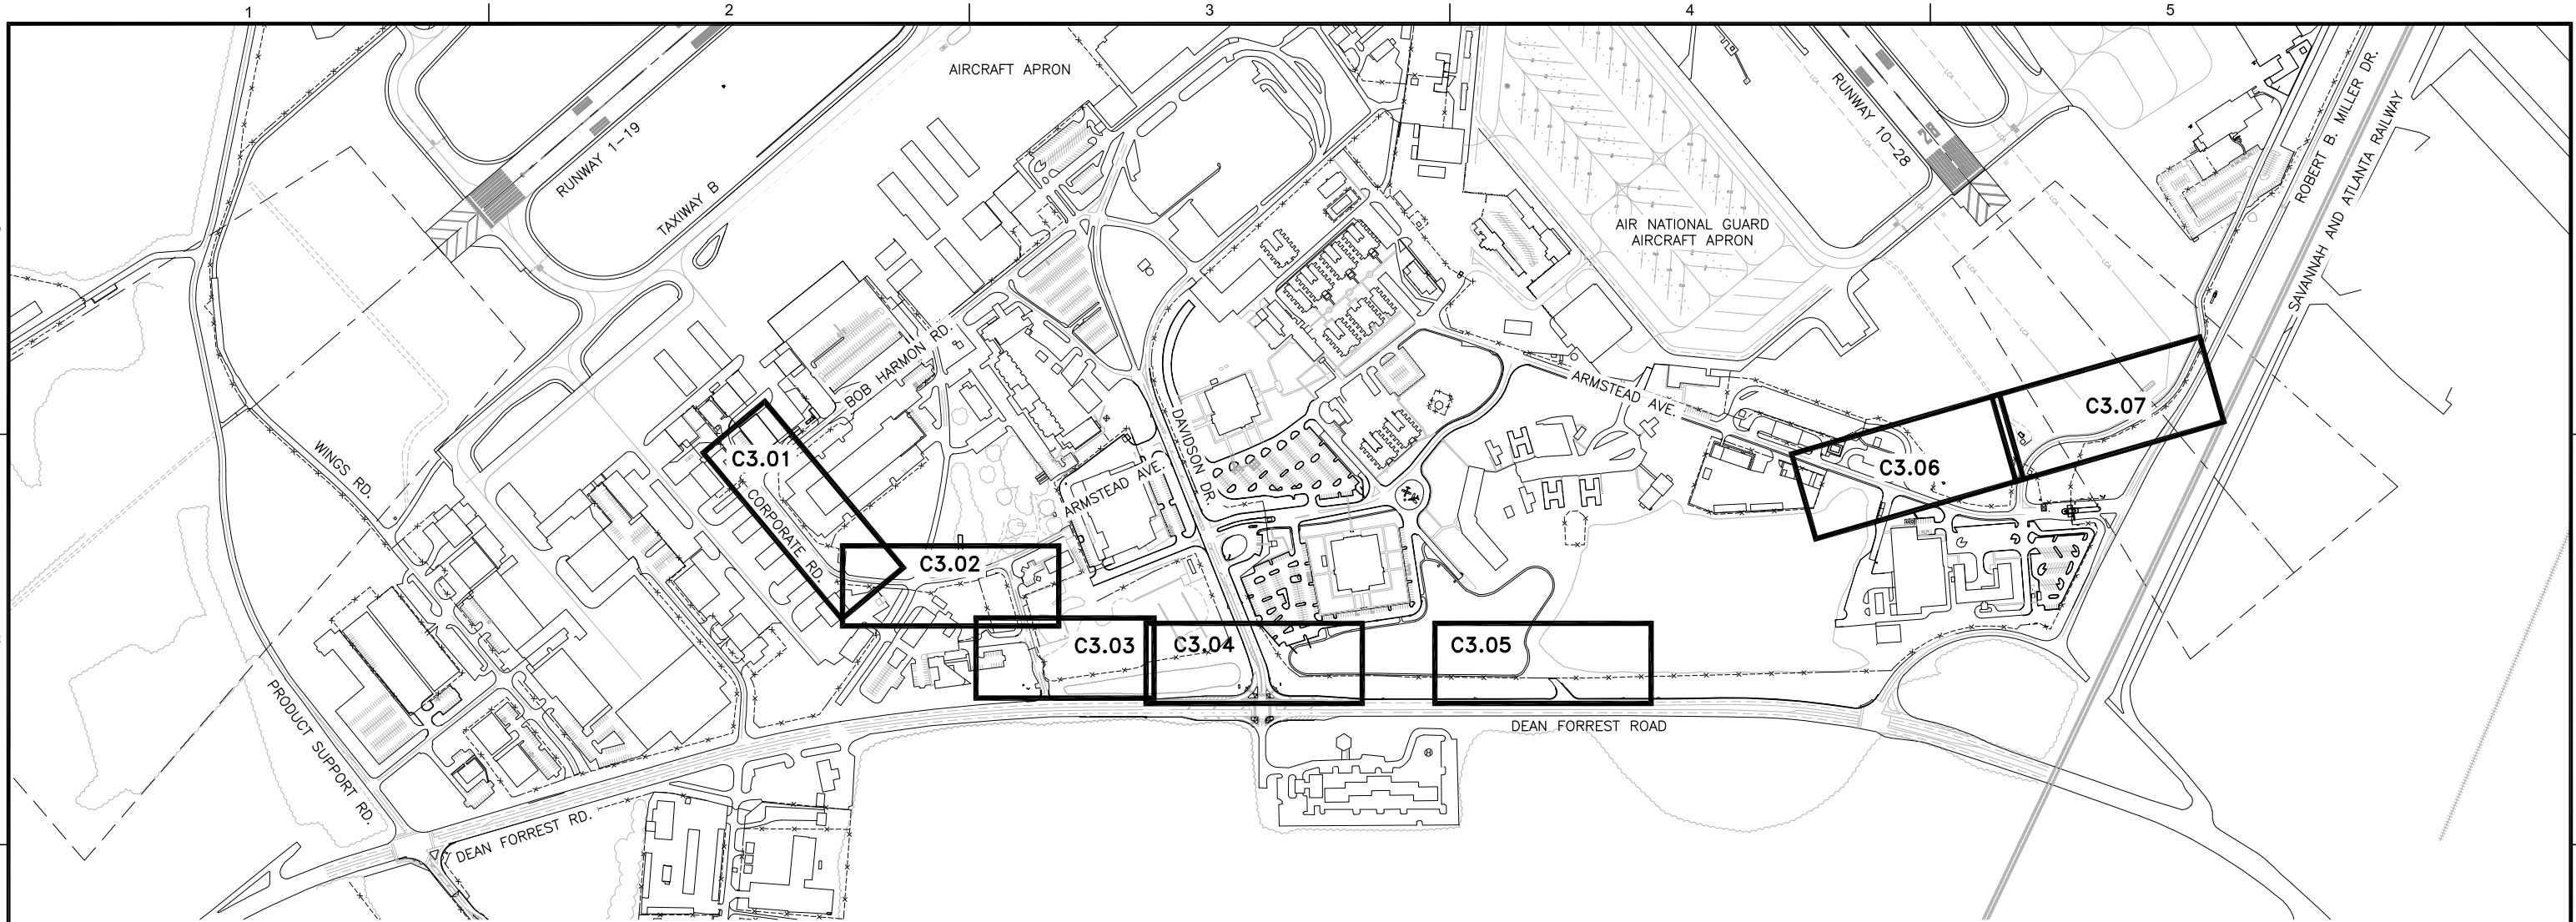 1 2 3 4 5
AIRCRAFT APRON
RUNWAY 1-19
TAXIWAY B
RUNWAY 10-28
28
ROBERT B. MILLER DR.
SAVANNAH AND ATLANTA RAILWAY
AIR NATIONAL GUARD
AIRCRAFT APRON
BOB HARMON RD.
ARMSTEAD AVE.
C3.07
DAVIDSON DR.
WINGS RD.
C3.01
C3.06
ARMSTEAD AVE.
CORPORATE RD.
C3.02
C3.03
C3.04
C3.05
PRODUCT SUPPORT RD.
DEAN FORREST ROAD
DEAN FORREST RD.